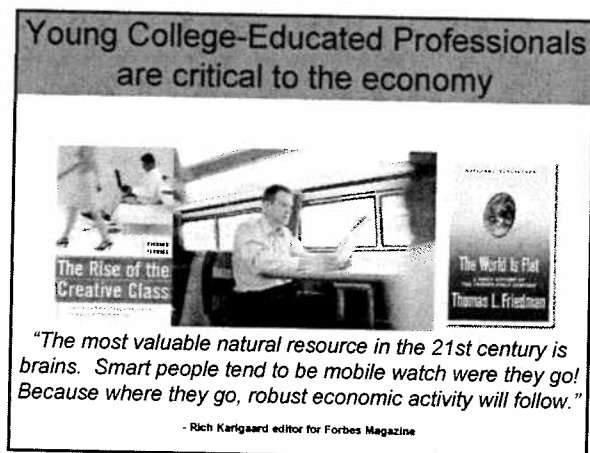 Young College-Educated Professionals
are critical to the economy
The Rise of the
Creative Class
The World Is Flat
Thomas L. Friedman
"The most valuable natural resource in the 21st century is
brains. Smart people tend to be mobile watch were they go!
Because where they go, robust economic activity will follow."
- Rich Karlgaard editor for Forbes Magazine